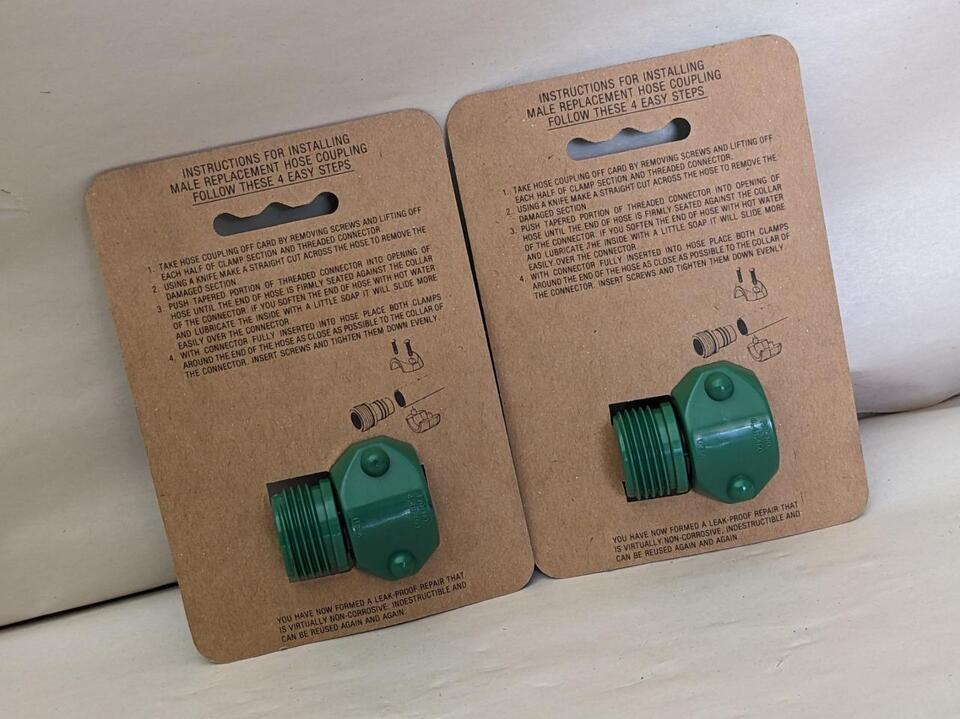 INSTRUCTIONS FOR INSTALLING
MALE REPLACEMENT HOSE COUPLING
FOLLOW THESE 4 EASY STEPS
1. TAKE HOSE COUPLING OFF CARD BY REMOVING SCREWS AND LIFTING OFF
EACH HALF OF CLAMP SECTION AND THREADED CONNECTOR.
2. USING A KNIFE MAKE A STRAIGHT CUT ACROSS THE HOSE TO REMOVE THE
DAMAGED SECTION
3. PUSH TAPERED PORTION OF THREADED CONNECTOR INTO OPENING OF
HOSE UNTIL THE END OF HOSE IS FIRMLY SEATED AGAINST THE COLLAR
OF THE CONNECTOR. IF YOU SOFTEN THE END OF HOSE WITH HOT WATER
AND LUBRICATE THE INSIDE WITH A LITTLE SOAP IT WILL SLIDE MORE
EASILY OVER THE CONNECTOR.
4. WITH CONNECTOR FULLY INSERTED INTO HOSE PLACE BOTH CLAMPS
AROUND THE END OF THE HOSE AS CLOSE AS POSSIBLE TO THE COLLAR OF
THE CONNECTOR. INSERT SCREWS AND TIGHTEN THEM DOWN EVENLY.
YOU HAVE NOW FORMED A LEAK-PROOF REPAIR THAT
IS VIRTUALLY NON-CORROSIVE, INDESTRUCTIBLE AND
CAN BE REUSED AGAIN AND AGAIN.
INSTRUCTIONS FOR INSTALLING
MALE REPLACEMENT HOSE COUPLING
FOLLOW THESE 4 EASY STEPS
1. TAKE HOSE COUPLING OFF CARD BY REMOVING SCREWS AND LIFTING OFF
EACH HALF OF CLAMP SECTION AND THREADED CONNECTOR.
2. USING A KNIFE MAKE A STRAIGHT CUT ACROSS THE HOSE TO REMOVE THE
DAMAGED SECTION
3. PUSH TAPERED PORTION OF THREADED CONNECTOR INTO OPENING OF
HOSE UNTIL THE END OF HOSE IS FIRMLY SEATED AGAINST THE COLLAR
OF THE CONNECTOR. IF YOU SOFTEN THE END OF HOSE WITH HOT WATER
AND LUBRICATE THE INSIDE WITH A LITTLE SOAP IT WILL SLIDE MORE
EASILY OVER THE CONNECTOR.
4. WITH CONNECTOR FULLY INSERTED INTO HOSE PLACE BOTH CLAMPS
AROUND THE END OF THE HOSE AS CLOSE AS POSSIBLE TO THE COLLAR OF
THE CONNECTOR. INSERT SCREWS AND TIGHTEN THEM DOWN EVENLY.
YOU HAVE NOW FORMED A LEAK-PROOF REPAIR THAT
IS VIRTUALLY NON-CORROSIVE, INDESTRUCTIBLE AND
CAN BE REUSED AGAIN AND AGAIN.